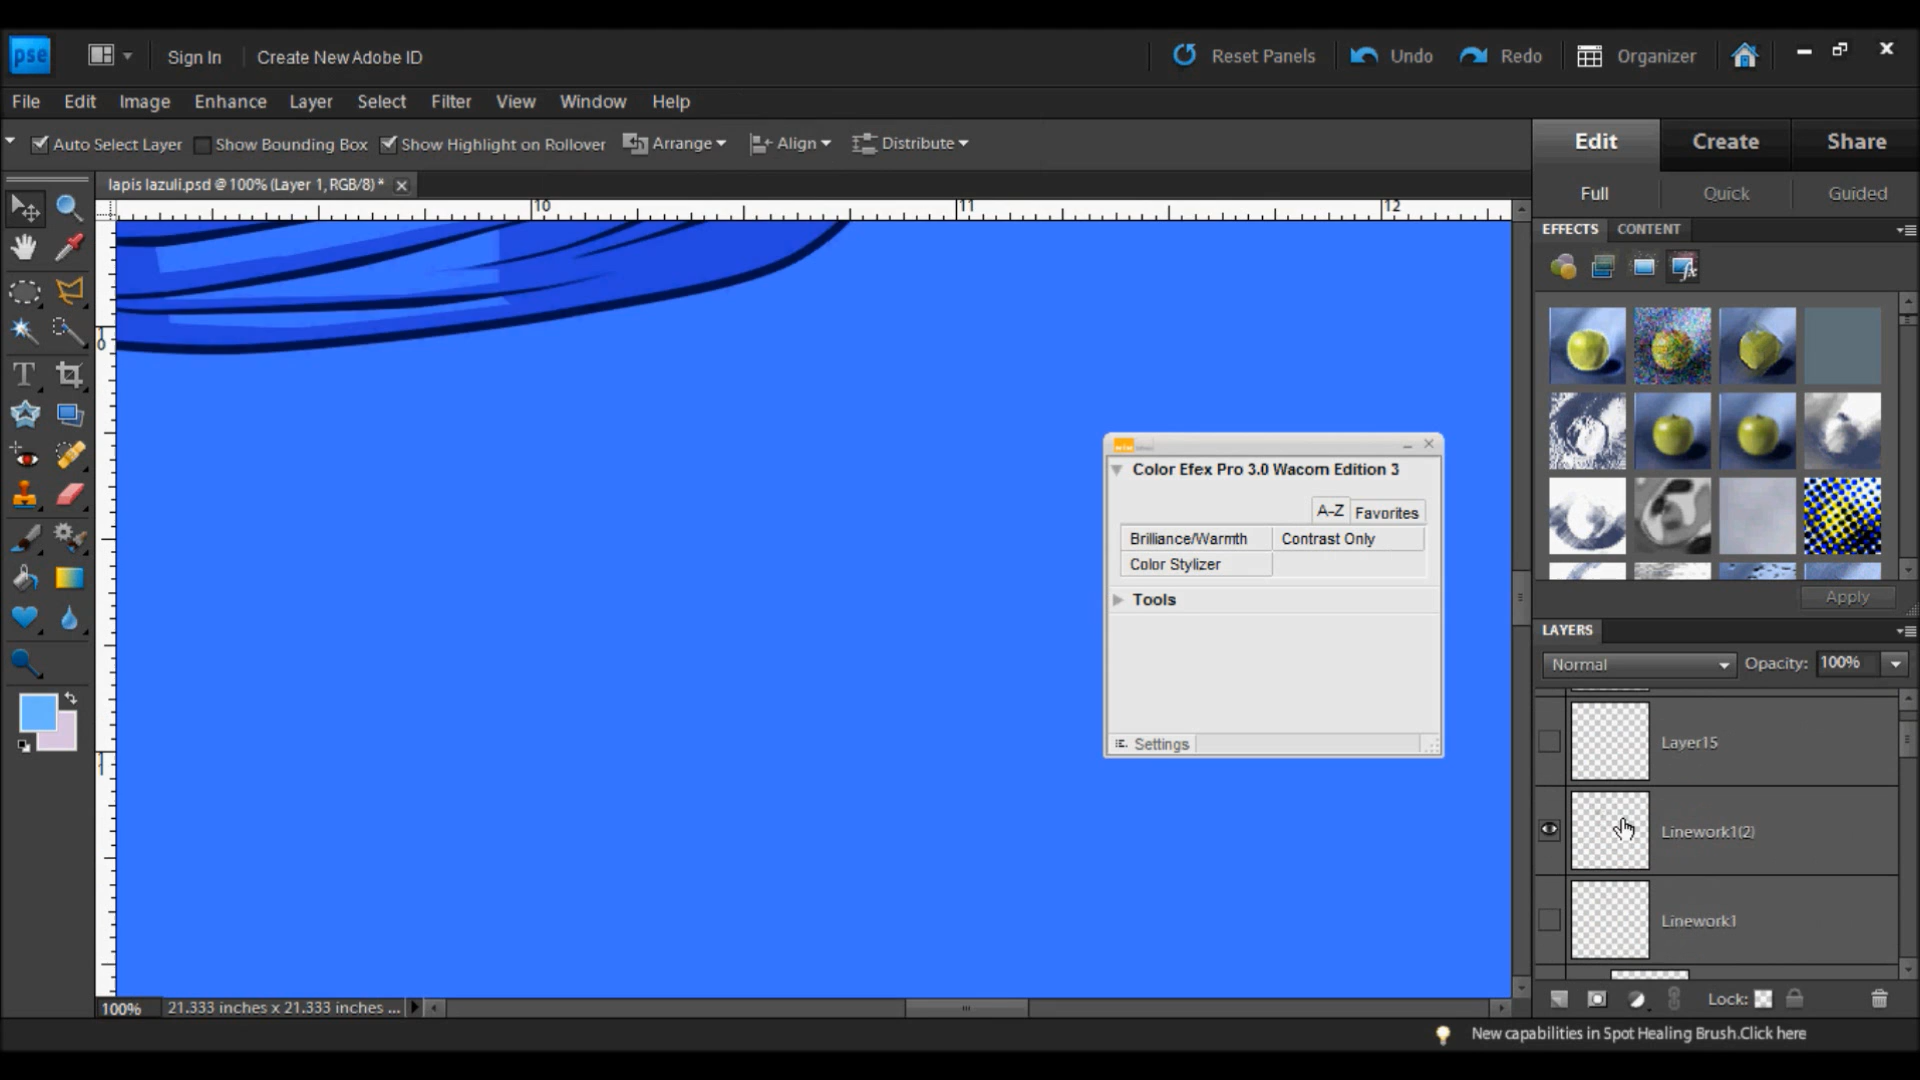 pse
Sign In
Create New Adobe ID
Reset Panels
Undo
Redo
Organizer
File Edit Image Enhance Layer Select Filter View Window Help
Auto Select Layer
Show Bounding Box
Show Highlight on Rollover
Arrange
Align
Distribute
Edit
Create
Share
lapis lazuli.psd @ 100% (Layer 1, RGB/8) *
Full
Quick
Guided
10
11
12
EFFECTS
CONTENT
1
0
Color Efex Pro 3.0 Wacom Edition 3
A-Z
Favorites
Brilliance/Warmth
Contrast Only
Color Stylizer
Tools
Settings
Apply
LAYERS
Normal
Opacity: 100%
Layer15
Linework1(2)
Linework1
1
1
100%
21.333 inches x 21.333 inches ...
Lock:
New capabilities in Spot Healing Brush.Click here